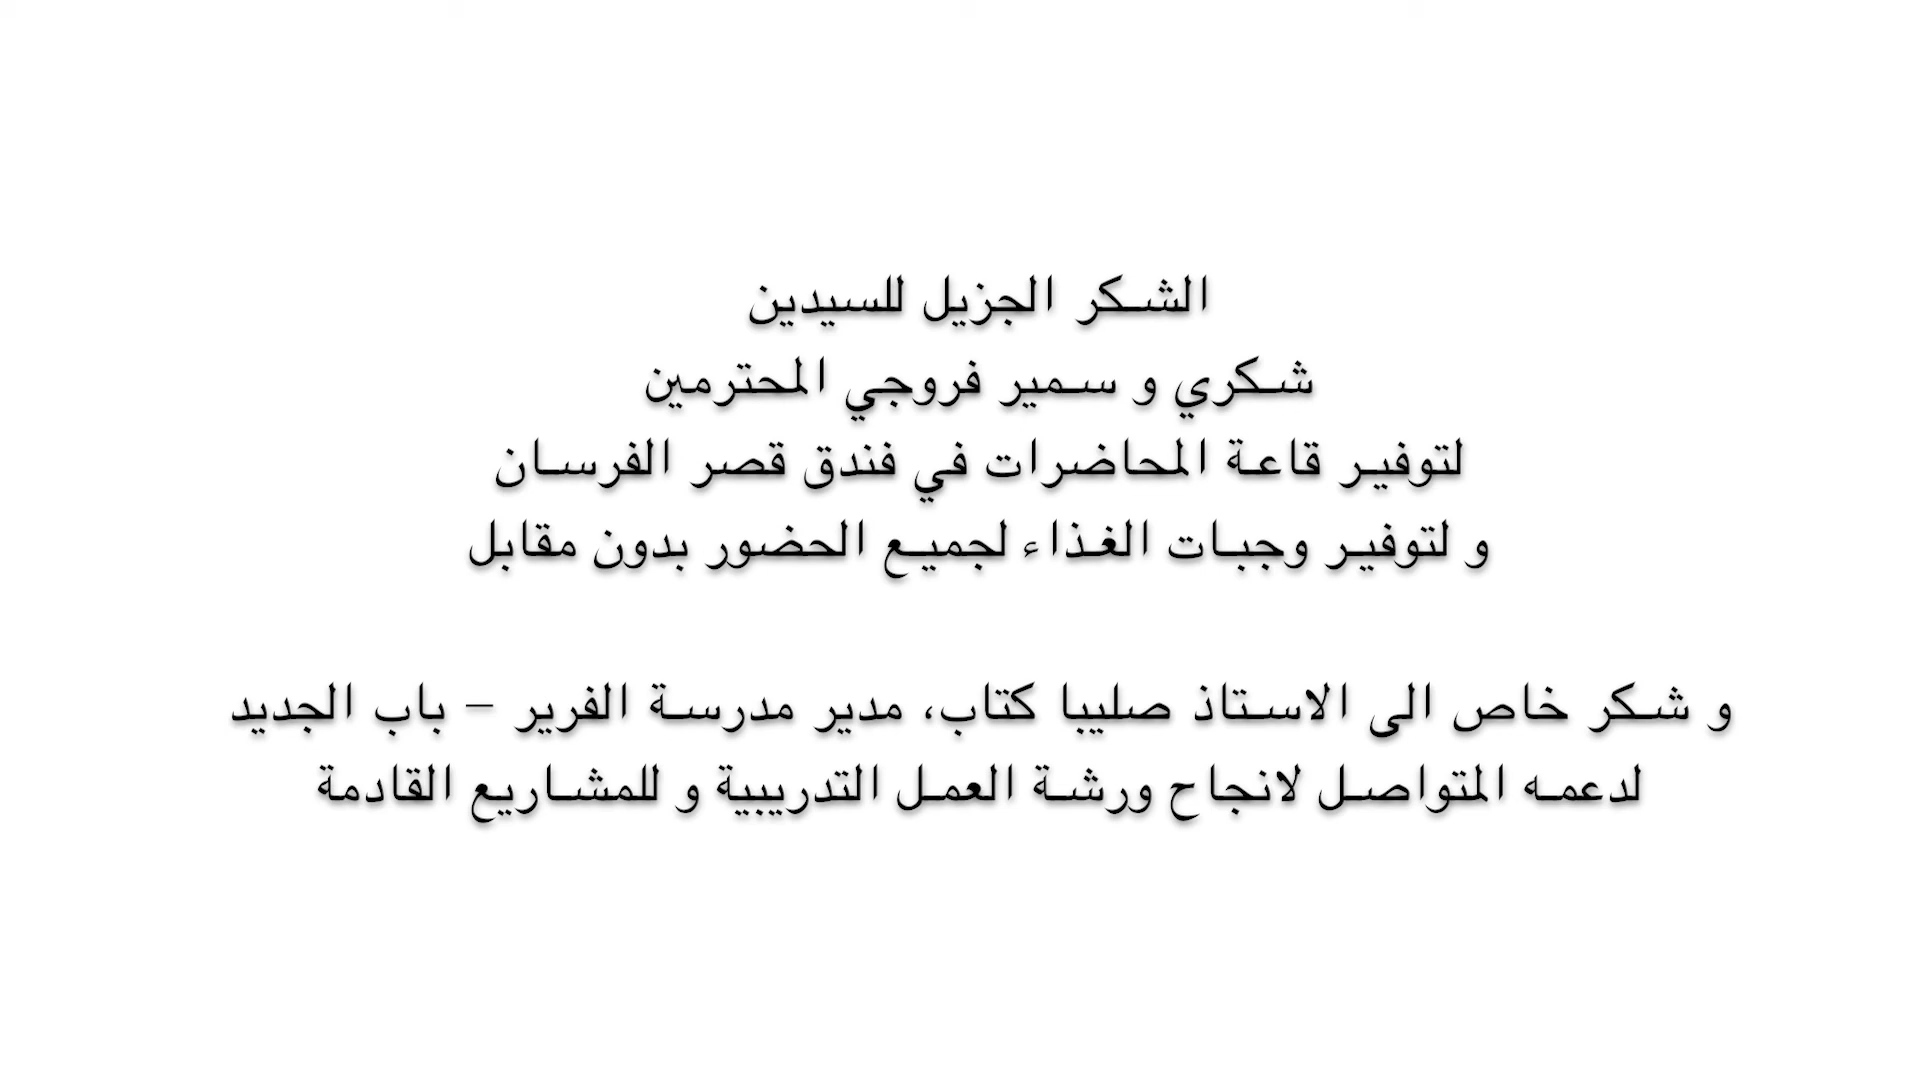 الشكر الجزيل للسيدين
شكري و سمير فروجي المحترمين
لتوفير قاعة المحاضرات في فندق قصر الفرسان
و لتوفير وجبات الغذاء لجميع الحضور بدون مقابل
و شكر خاص الى الاستاذ صليبا كتاب، مدير مدرسة الفرير – باب الجديد
لدعمه المتواصل لانجاح ورشة العمل التدريبية و للمشاريع القادمة